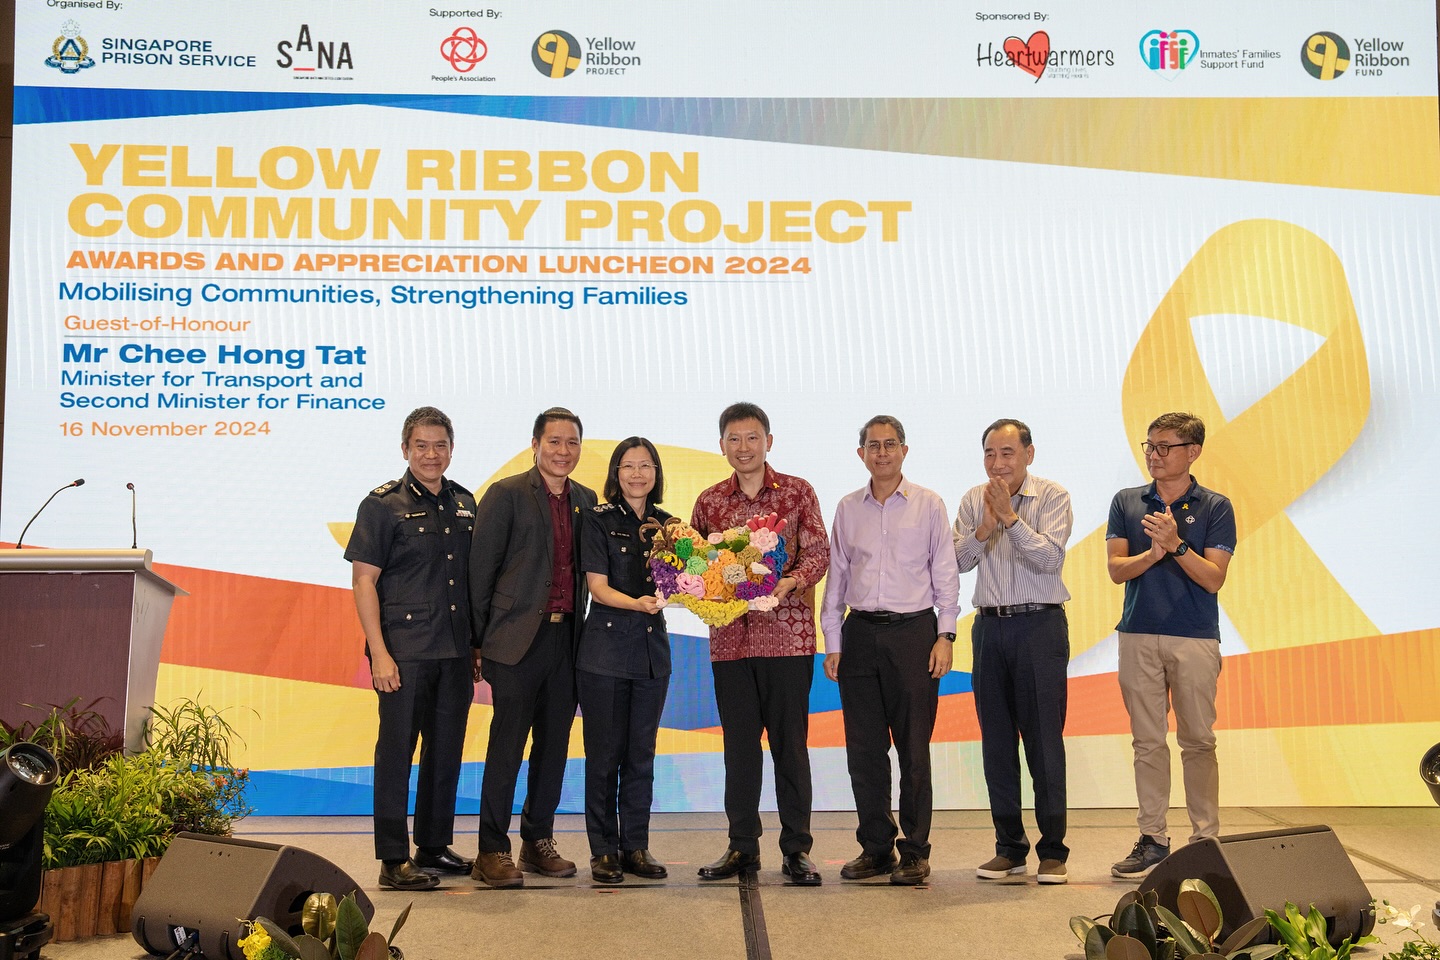 Organised By:
SINGAPORE
PRISON SERVICE
SANA
Supported By:
People's Association
Yellow
Ribbon
PROJECT
Sponsored By:
Heartwarmers
Inmates' Families
Support Fund
Yellow
Ribbon
FUND
YELLOW RIBBON
COMMUNITY PROJECT
AWARDS AND APPRECIATION LUNCHEON 2024
Mobilising Communities, Strengthening Families
Guest-of-Honour
Mr Chee Hong Tat
Minister for Transport and
Second Minister for Finance
16 November 2024